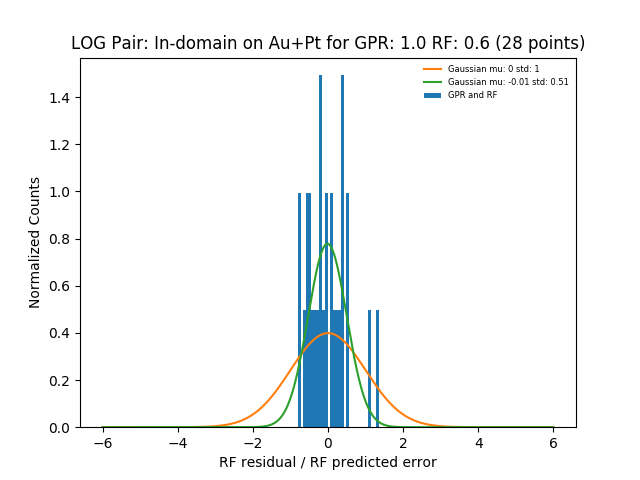 LOG Pair: In-domain on Au+Pt for GPR: 1.0 RF: 0.6 (28 points)
Gaussian mu: 0 std: 1
Gaussian mu: -0.01 std: 0.51
GPR and RF
Normalized Counts
1.4
1.2
1.0
0.8
0.6
0.4
0.2
0.0
−6 −4 −2 0 2 4 6
RF residual / RF predicted error